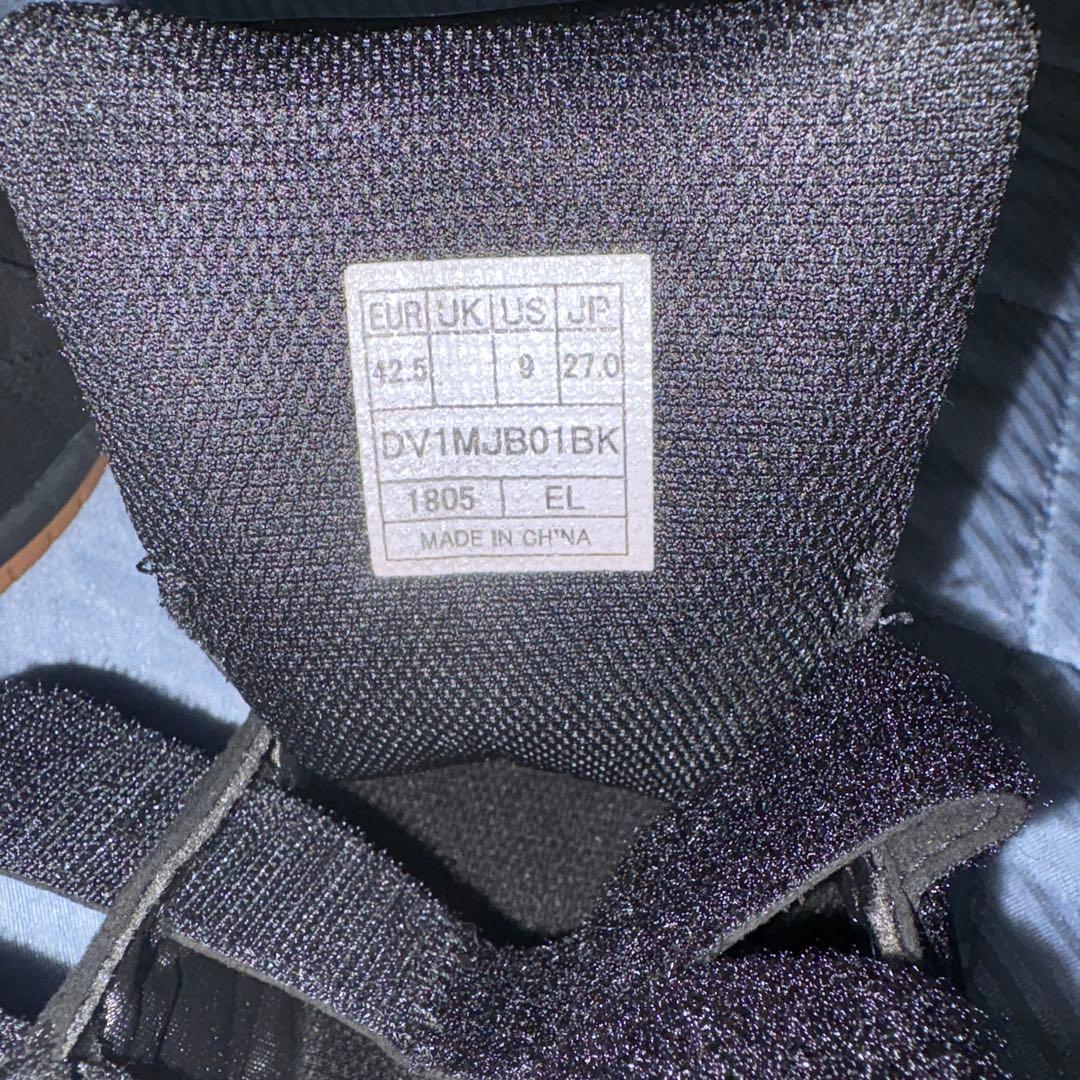 EUR UK US JP
42.5 9 27.0
DV1MJB01BK
1805 EL
MADE IN CHINA